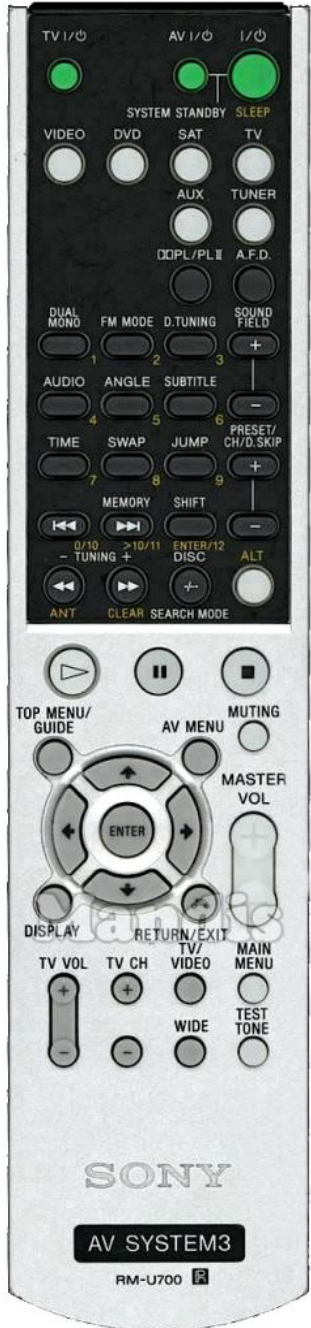 TV I/⏻ AV I/⏻ I/⏻
SYSTEM STANDBY SLEEP
VIDEO DVD SAT TV
AUX TUNER
DDPL/PLII A.F.D.
DUAL MONO FM MODE D.TUNING SOUND FIELD
1 2 3 +
AUDIO ANGLE SUBTITLE
4 5 6 -
TIME SWAP JUMP PRESET/ CH/D.SKIP
7 8 9 +
MEMORY SHIFT
-
0/10 >10/11 ENTER/12
- TUNING + DISC ALT
-/--
ANT CLEAR SEARCH MODE
TOP MENU/ GUIDE AV MENU MUTING
MASTER VOL
ENTER
+
-
DISPLAY RETURN/EXIT
Mandis
TV VOL TV CH TV/ VIDEO MAIN MENU
+ +
WIDE TEST TONE
- -
SONY
AV SYSTEM3
RM-U700 R